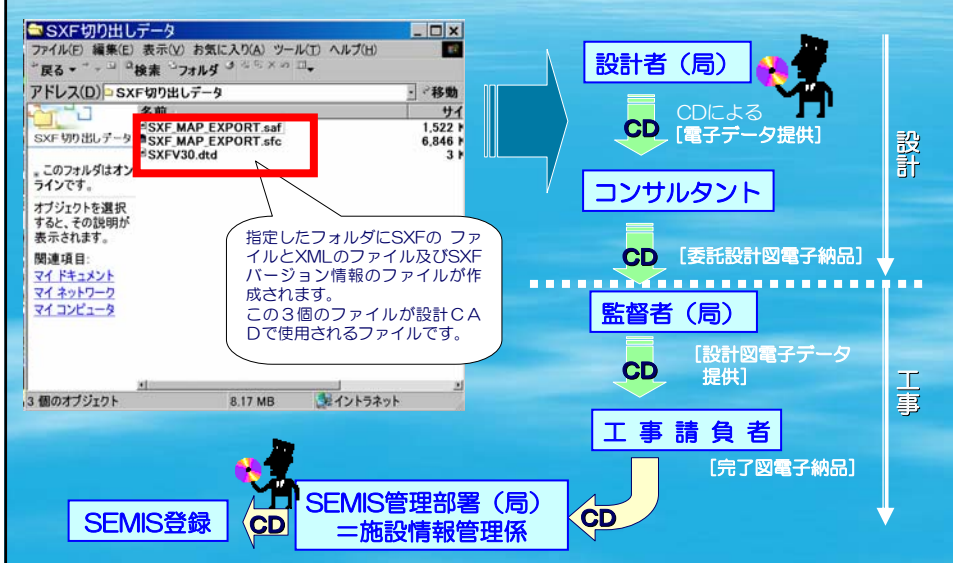 SXF切り出しデータ
ファイル(F) 編集(E) 表示(V) お気に入り(A) ツール(T) ヘルプ(H)
戻る 検索 フォルダ
アドレス(D) SXF切り出しデータ 移動
名前 サイ
SXF 切り出しデータ
SXF_MAP_EXPORT.saf 1,522
SXF_MAP_EXPORT.sfc 6,846
SXFV30.dtd 3
このフォルダはオン
ラインです。
オブジェクトを選択
すると、その説明が
表示されます。
関連項目:
マイ ドキュメント
マイ ネットワーク
マイ コンピュータ
指定したフォルダにSXFの ファ
イルとXMLのファイル及びSXF
バージョン情報のファイルが作
成されます。
この3個のファイルが設計CA
Dで使用されるファイルです。
3 個のオブジェクト 8.17 MB イントラネット
設計者（局）
CD
CDによる
[電子データ提供]
コンサルタント
CD
[委託設計図電子納品]
設計
監督者（局）
CD
[設計図電子データ
提供]
工事
工 事 請 負 者
[完了図電子納品]
CD
SEMIS管理部署（局）
＝施設情報管理係
CD
SEMIS登録